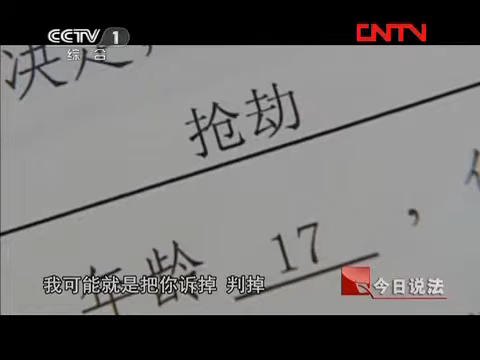 CCTV 1
综合
CNTV
决定，
抢劫
年龄 17，
我可能就是把你诉掉 判掉
今日说法